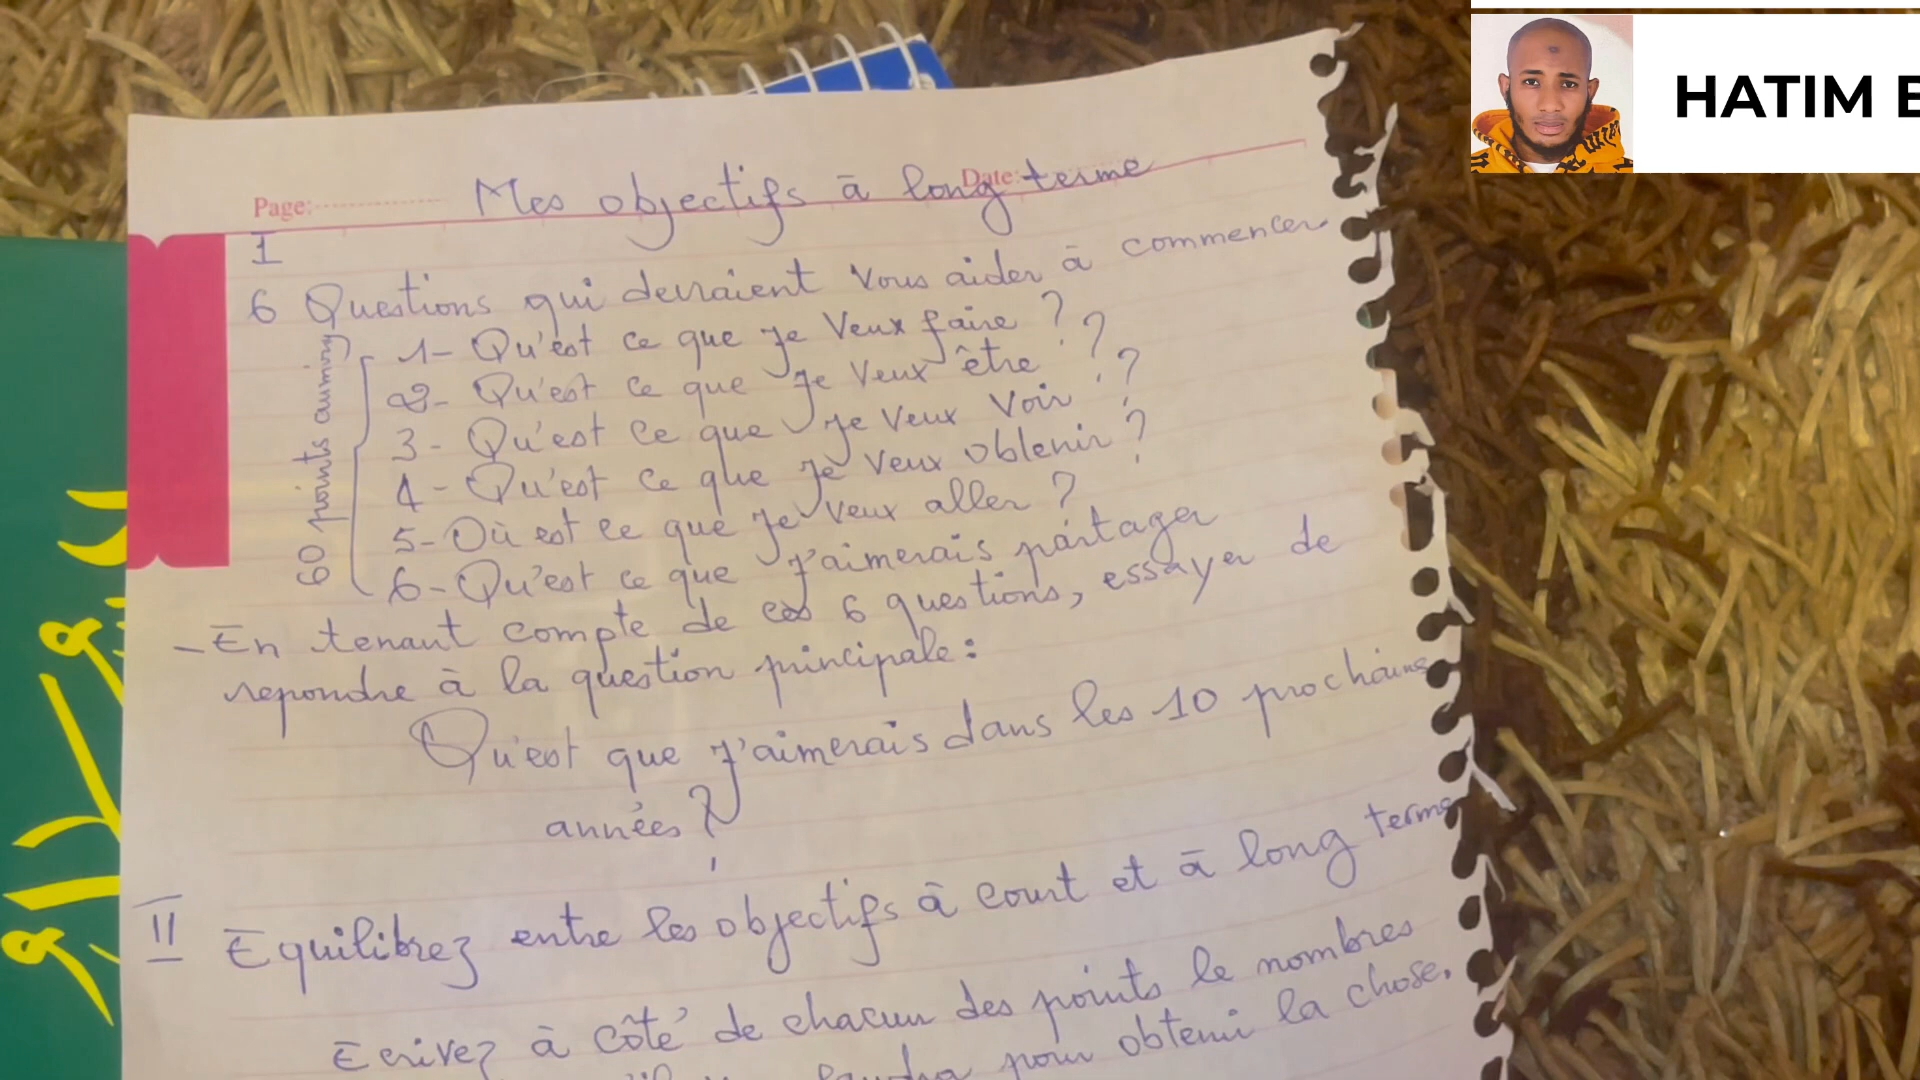 HATIM E
Page:
Date:
Mes objectifs à long terme
I
6 Questions qui devraient vous aider à commencer
60 points au
1- Qu'est ce que je veux faire ?
2- Qu'est ce que je veux être ?
3- Qu'est ce que je veux voir ?
4- Qu'est ce que je veux obtenir ?
5- Où est ce que je veux aller ?
6- Qu'est ce que j'aimerais partager
- En tenant compte de ces 6 questions, essayer de
repondre à la question principale:
Qu'est que j'aimerais dans les 10 prochaines
années ?
II Equilibrez entre les objectifs à court et à long terme
Ecrivez à côté de chacun des points le nombres
faudra pour obtenir la chose.